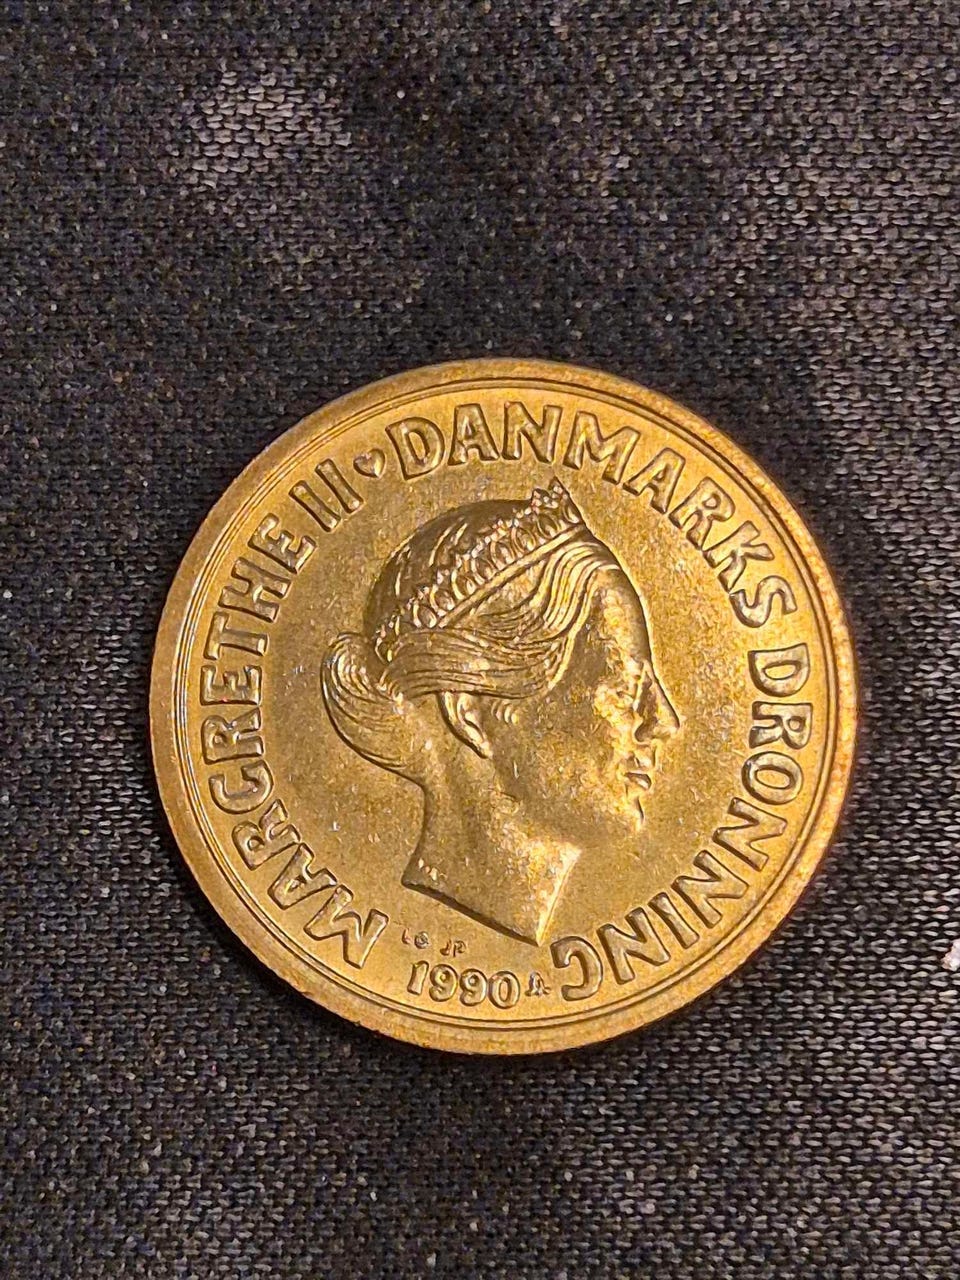 MARGRETHE II ♥ DANMARKS DRONNING
LG JP
1990 A